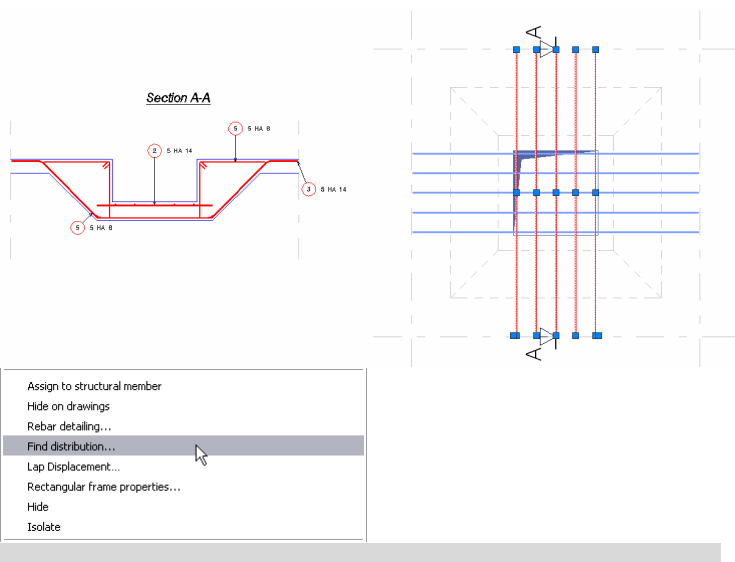 A
Section A-A
5 5 HA 8
2 5 HA 14
3 5 HA 14
5 5 HA 8
A
Assign to structural member
Hide on drawings
Rebar detailing...
Find distribution...
Lap Displacement...
Rectangular frame properties...
Hide
Isolate